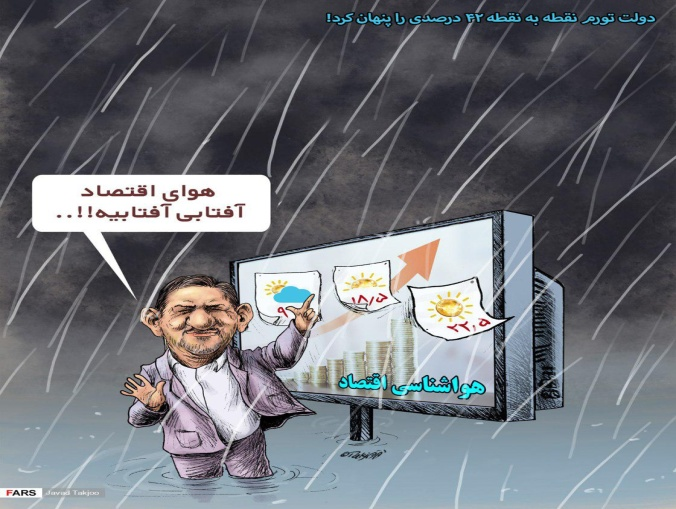 دولت تورم نقطه به نقطه ۴۲ درصدی را پنهان کرد!
هوای اقتصاد
آفتابی آفتابیه!!..
۹
۱۸٫۵
۲۲٫۵
هواشناسی اقتصاد
FARS
Javad Takjoo